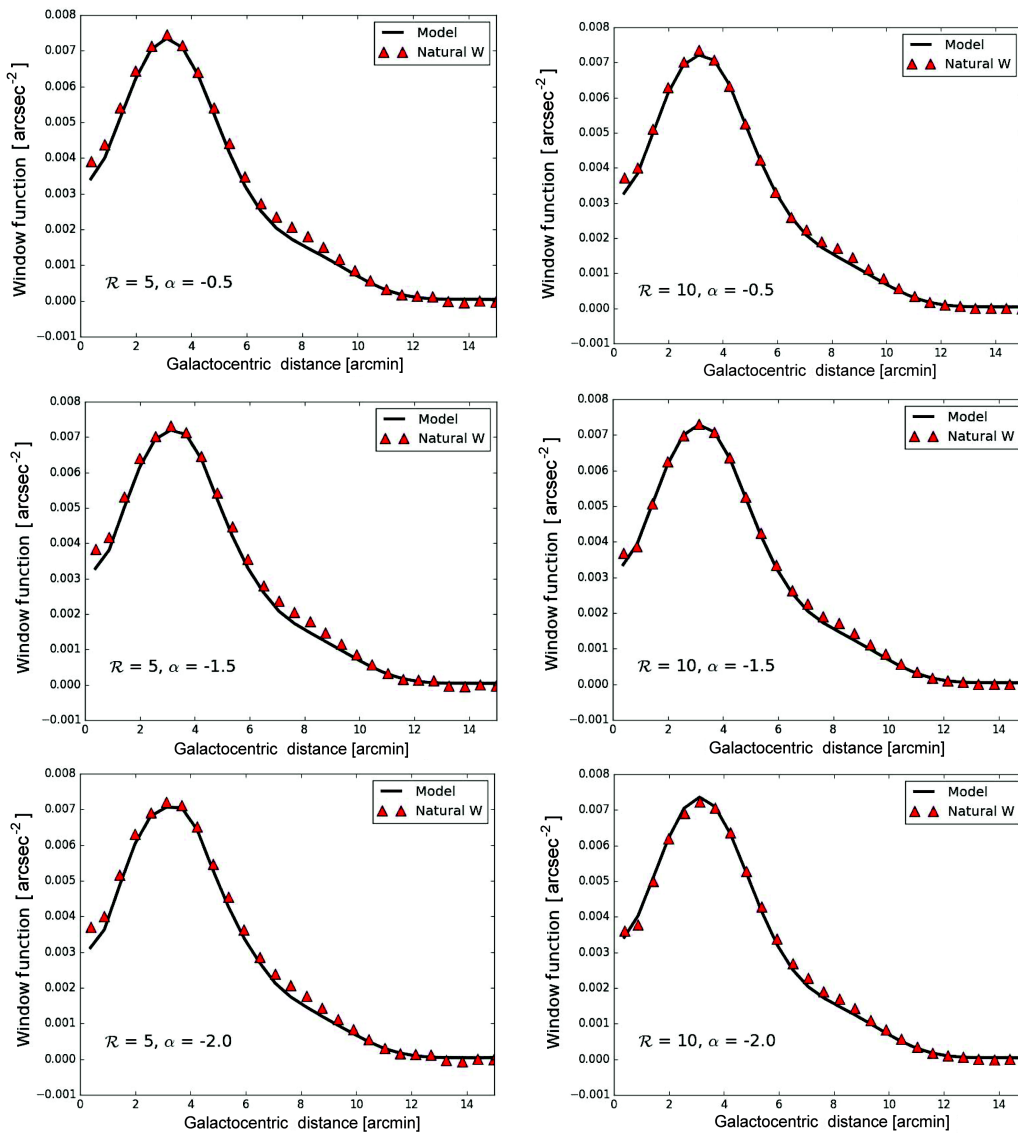 0.008
0.007
0.006
0.005
0.004
0.003
0.002
0.001
0.000
−0.001
Window function [ arcsec⁻²]
Model
Natural W
ℛ = 5, α = -0.5
0 2 4 6 8 10 12 14
Galactocentric distance [arcmin]
0.008
0.007
0.006
0.005
0.004
0.003
0.002
0.001
0.000
−0.001
Window function [ arcsec⁻²]
Model
Natural W
ℛ = 10, α = -0.5
0 2 4 6 8 10 12 14
Galactocentric distance [arcmin]
0.008
0.007
0.006
0.005
0.004
0.003
0.002
0.001
0.000
−0.001
Window function [ arcsec⁻²]
Model
Natural W
ℛ = 5, α = -1.5
0 2 4 6 8 10 12 14
Galactocentric distance [arcmin]
0.008
0.007
0.006
0.005
0.004
0.003
0.002
0.001
0.000
−0.001
Window function [ arcsec⁻²]
Model
Natural W
ℛ = 10, α = -1.5
0 2 4 6 8 10 12 14
Galactocentric distance [arcmin]
0.008
0.007
0.006
0.005
0.004
0.003
0.002
0.001
0.000
−0.001
Window function [ arcsec⁻²]
Model
Natural W
ℛ = 5, α = -2.0
0 2 4 6 8 10 12 14
Galactocentric distance [arcmin]
0.008
0.007
0.006
0.005
0.004
0.003
0.002
0.001
0.000
−0.001
Window function [ arcsec⁻²]
Model
Natural W
ℛ = 10, α = -2.0
0 2 4 6 8 10 12 14
Galactocentric distance [arcmin]